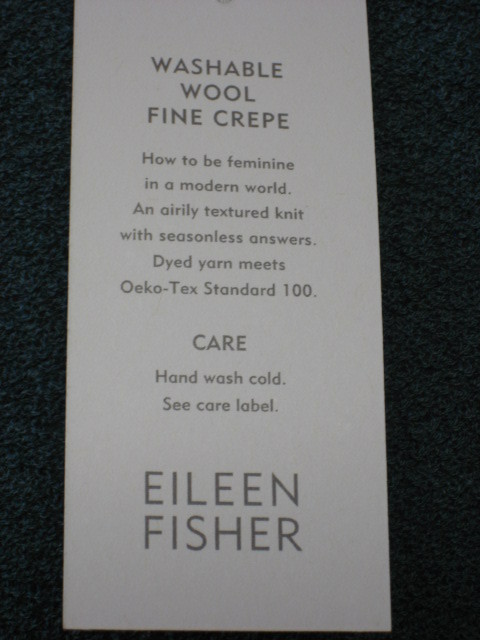 WASHABLE
WOOL
FINE CREPE
How to be feminine
in a modern world.
An airily textured knit
with seasonless answers.
Dyed yarn meets
Oeko-Tex Standard 100.
CARE
Hand wash cold.
See care label.
EILEEN
FISHER